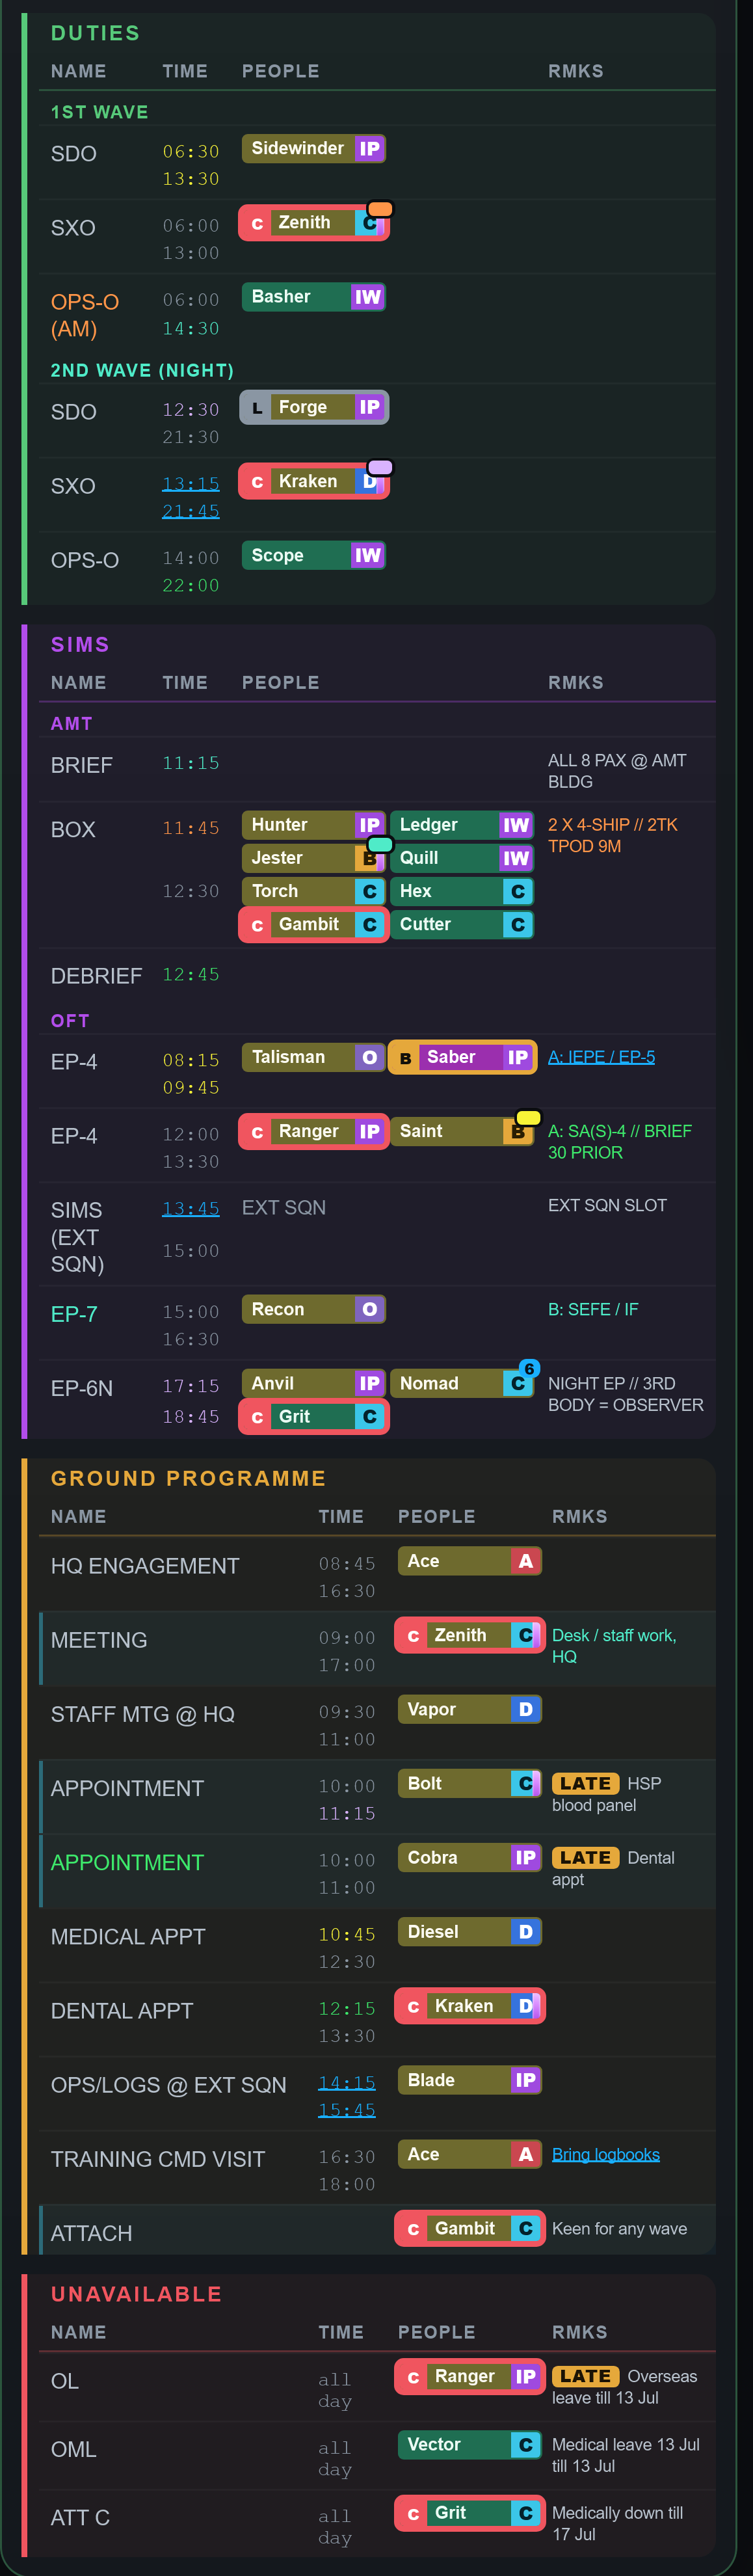 DUTIES
NAME TIME PEOPLE RMKS
1ST WAVE
SDO 06:30 Sidewinder IP
13:30
SXO 06:00 C Zenith C
13:00
OPS-O 06:00 Basher IW
(AM) 14:30
2ND WAVE (NIGHT)
SDO 12:30 L Forge IP
21:30
SXO 13:15 C Kraken D
21:45
OPS-O 14:00 Scope IW
22:00
SIMS
NAME TIME PEOPLE RMKS
AMT
BRIEF 11:15 ALL 8 PAX @ AMT
BLDG
BOX 11:45 Hunter IP Ledger IW 2 X 4-SHIP // 2TK
Jester B Quill IW TPOD 9M
12:30 Torch C Hex C
C Gambit C Cutter C
DEBRIEF 12:45
OFT
EP-4 08:15 Talisman O B Saber IP A: IEPE / EP-5
09:45
EP-4 12:00 C Ranger IP Saint B A: SA(S)-4 // BRIEF
13:30 30 PRIOR
SIMS 13:45 EXT SQN EXT SQN SLOT
(EXT 15:00
SQN)
EP-7 15:00 Recon O B: SEFE / IF
16:30
EP-6N 17:15 Anvil IP Nomad C 6 NIGHT EP // 3RD
18:45 C Grit C BODY = OBSERVER
GROUND PROGRAMME
NAME TIME PEOPLE RMKS
HQ ENGAGEMENT 08:45 Ace A
16:30
MEETING 09:00 C Zenith C Desk / staff work,
17:00 HQ
STAFF MTG @ HQ 09:30 Vapor D
11:00
APPOINTMENT 10:00 Bolt C LATE HSP
11:15 blood panel
APPOINTMENT 10:00 Cobra IP LATE Dental
11:00 appt
MEDICAL APPT 10:45 Diesel D
12:30
DENTAL APPT 12:15 C Kraken D
13:30
OPS/LOGS @ EXT SQN 14:15 Blade IP
15:45
TRAINING CMD VISIT 16:30 Ace A Bring logbooks
18:00
ATTACH C Gambit C Keen for any wave
UNAVAILABLE
NAME TIME PEOPLE RMKS
OL all C Ranger IP LATE Overseas
day leave till 13 Jul
OML all Vector C Medical leave 13 Jul
day till 13 Jul
ATT C all C Grit C Medically down till
day 17 Jul